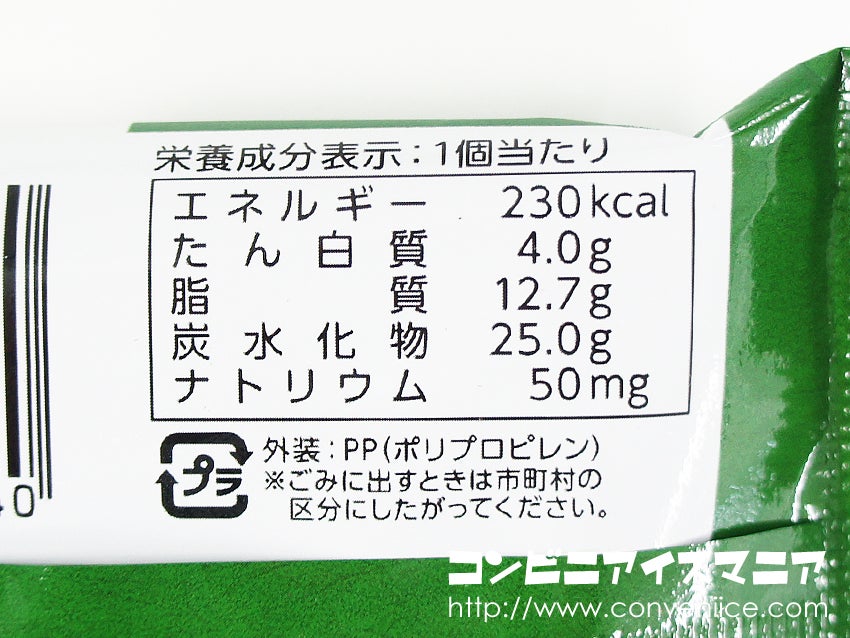 栄養成分表示：1個当たり
エネルギー 230kcal
たん白質 4.0g
脂質 12.7g
炭水化物 25.0g
ナトリウム 50mg
プラ
外装：PP(ポリプロピレン)
※ごみに出すときは市町村の
区分にしたがってください。
40
コンビニアイスマニア
http://www.conveniice.com